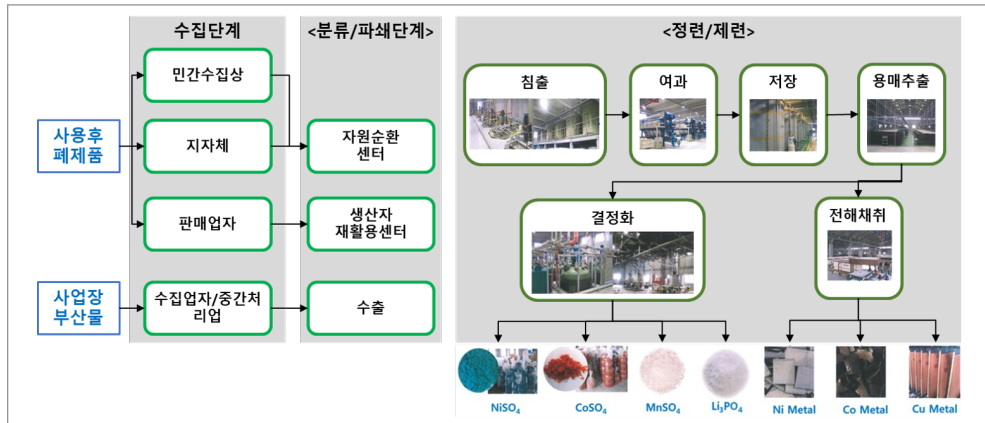 수집단계
<분류/파쇄단계>
<정련/제련>
민간수집상
침출
여과
저장
용매추출
사용후
폐제품
지자체
자원순환
센터
판매업자
생산자
재활용센터
결정화
전해채취
사업장
부산물
수집업자/중간처
리업
수출
NiSO₄
CoSO₄
MnSO₄
Li₃PO₄
Ni Metal
Co Metal
Cu Metal